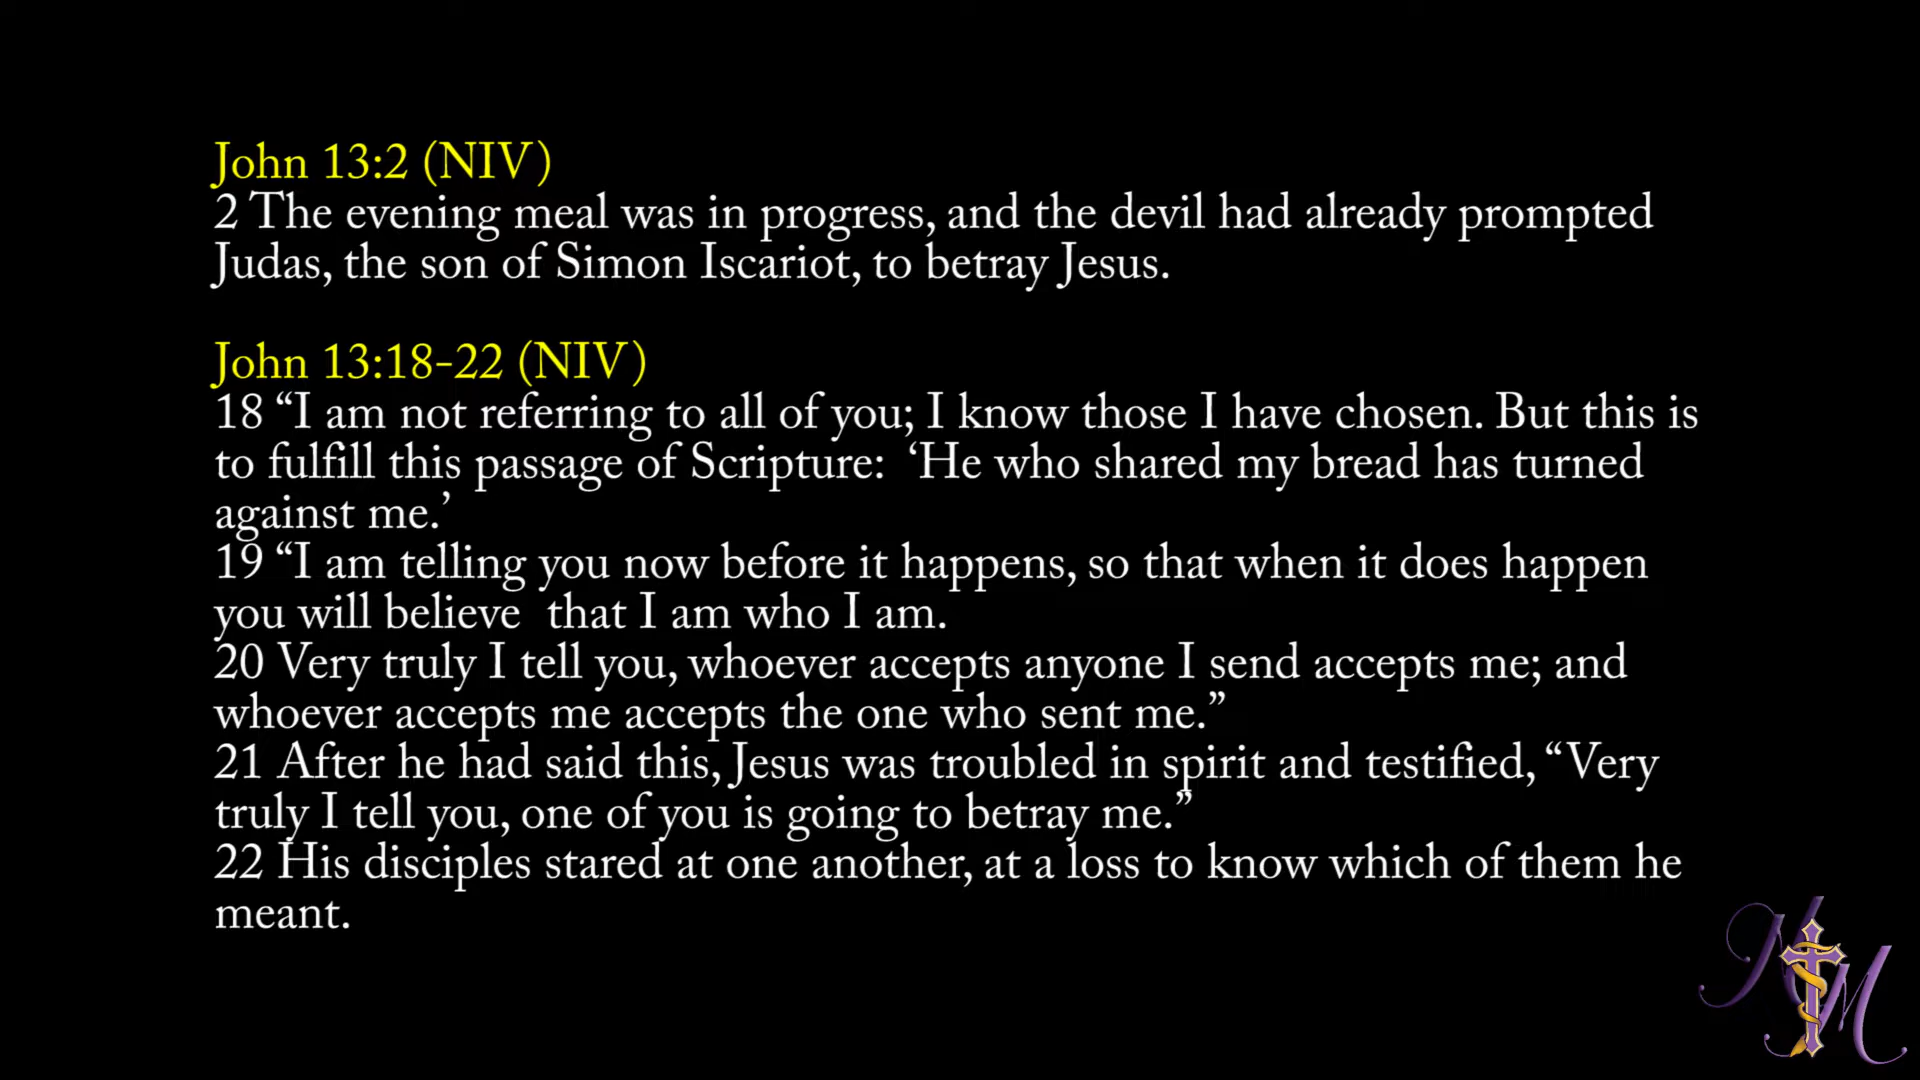 John 13:2 (NIV)
2 The evening meal was in progress, and the devil had already prompted
Judas, the son of Simon Iscariot, to betray Jesus.
John 13:18-22 (NIV)
18 “I am not referring to all of you; I know those I have chosen. But this is
to fulfill this passage of Scripture:  ‘He who shared my bread has turned
against me.’
19 “I am telling you now before it happens, so that when it does happen
you will believe  that I am who I am.
20 Very truly I tell you, whoever accepts anyone I send accepts me; and
whoever accepts me accepts the one who sent me.”
21 After he had said this, Jesus was troubled in spirit and testified, “Very
truly I tell you, one of you is going to betray me.”
22 His disciples stared at one another, at a loss to know which of them he
meant.